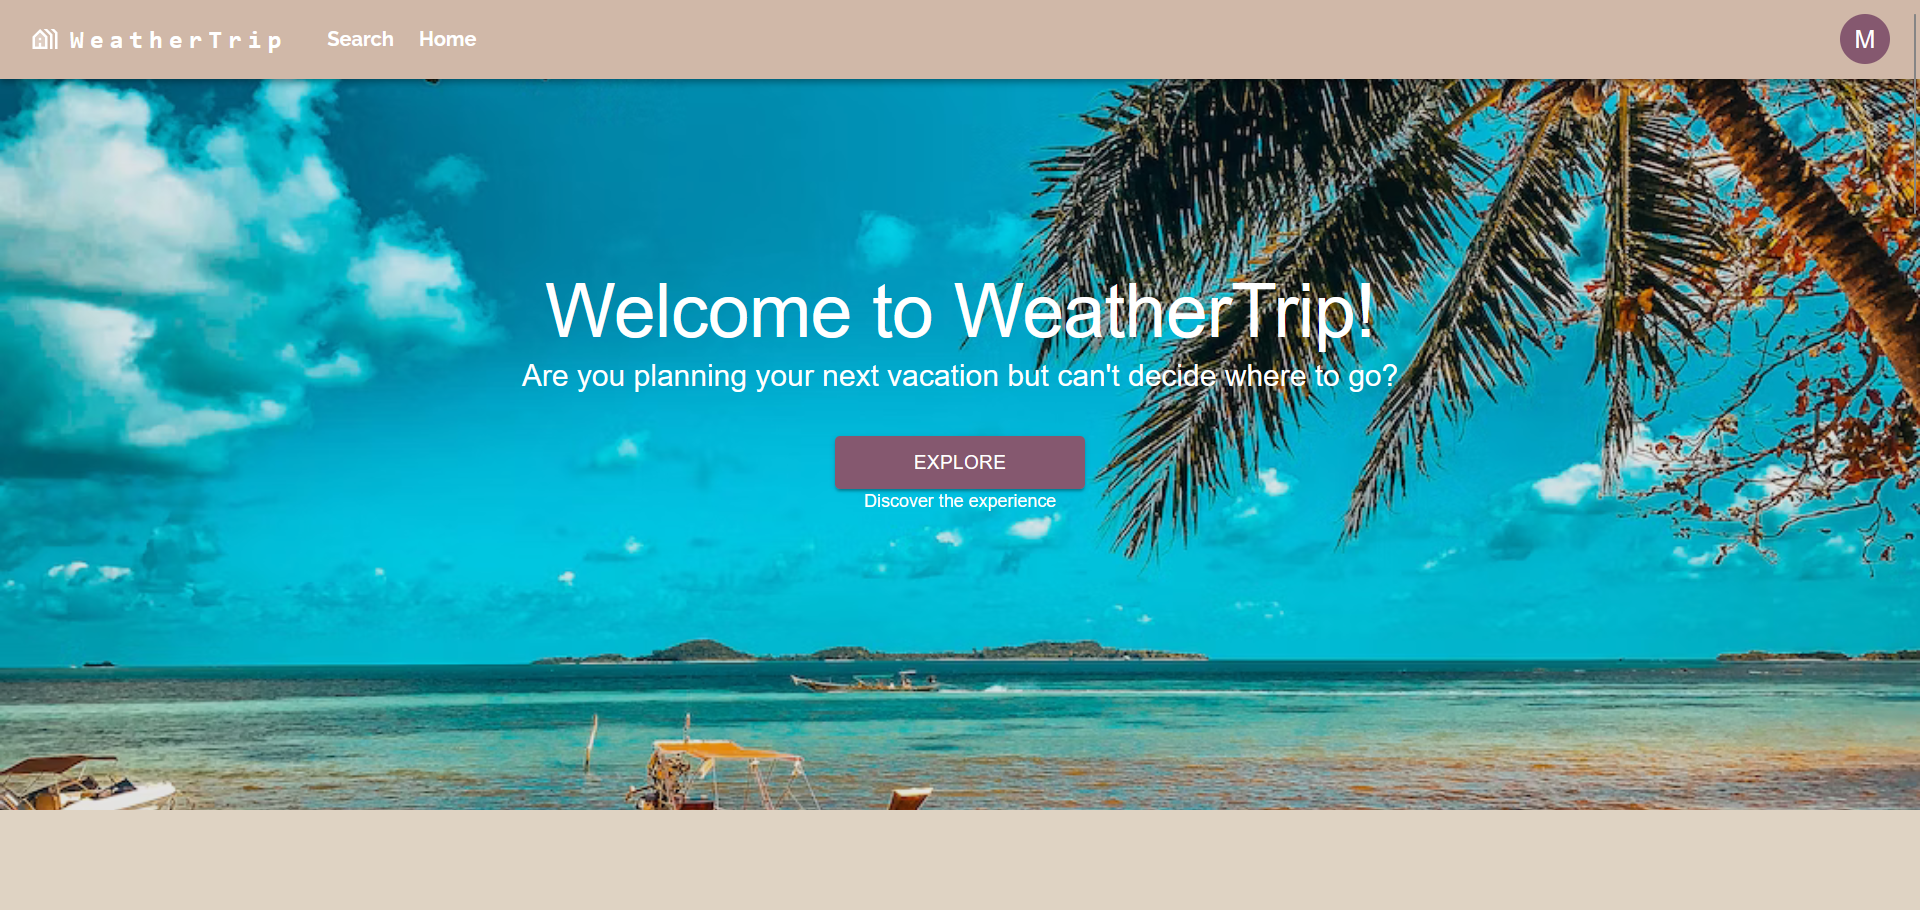 WeatherTrip Search Home M
Welcome to WeatherTrip!
Are you planning your next vacation but can't decide where to go?
EXPLORE
Discover the experience